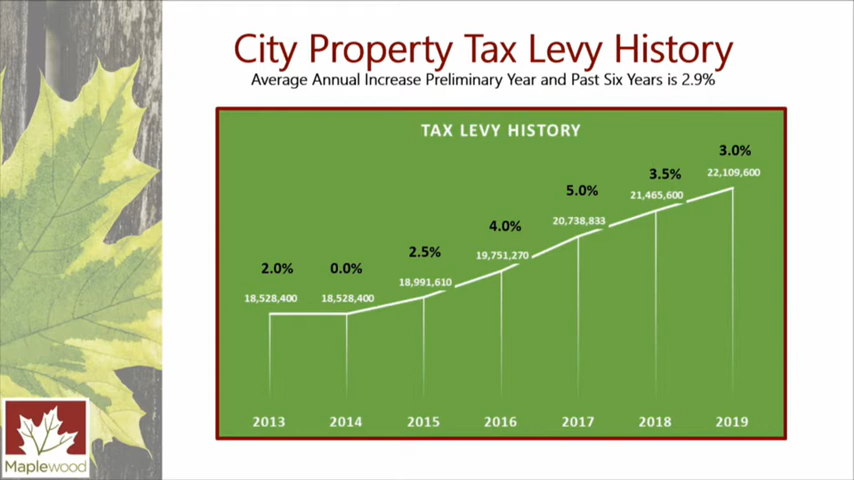 City Property Tax Levy History
Average Annual Increase Preliminary Year and Past Six Years is 2.9%
TAX LEVY HISTORY
3.0%
22,109,600
3.5%
21,465,600
5.0%
20,738,833
4.0%
19,751,270
2.5%
18,991,610
2.0% 0.0%
18,528,400 18,528,400
2013 2014 2015 2016 2017 2018 2019
Maplewood